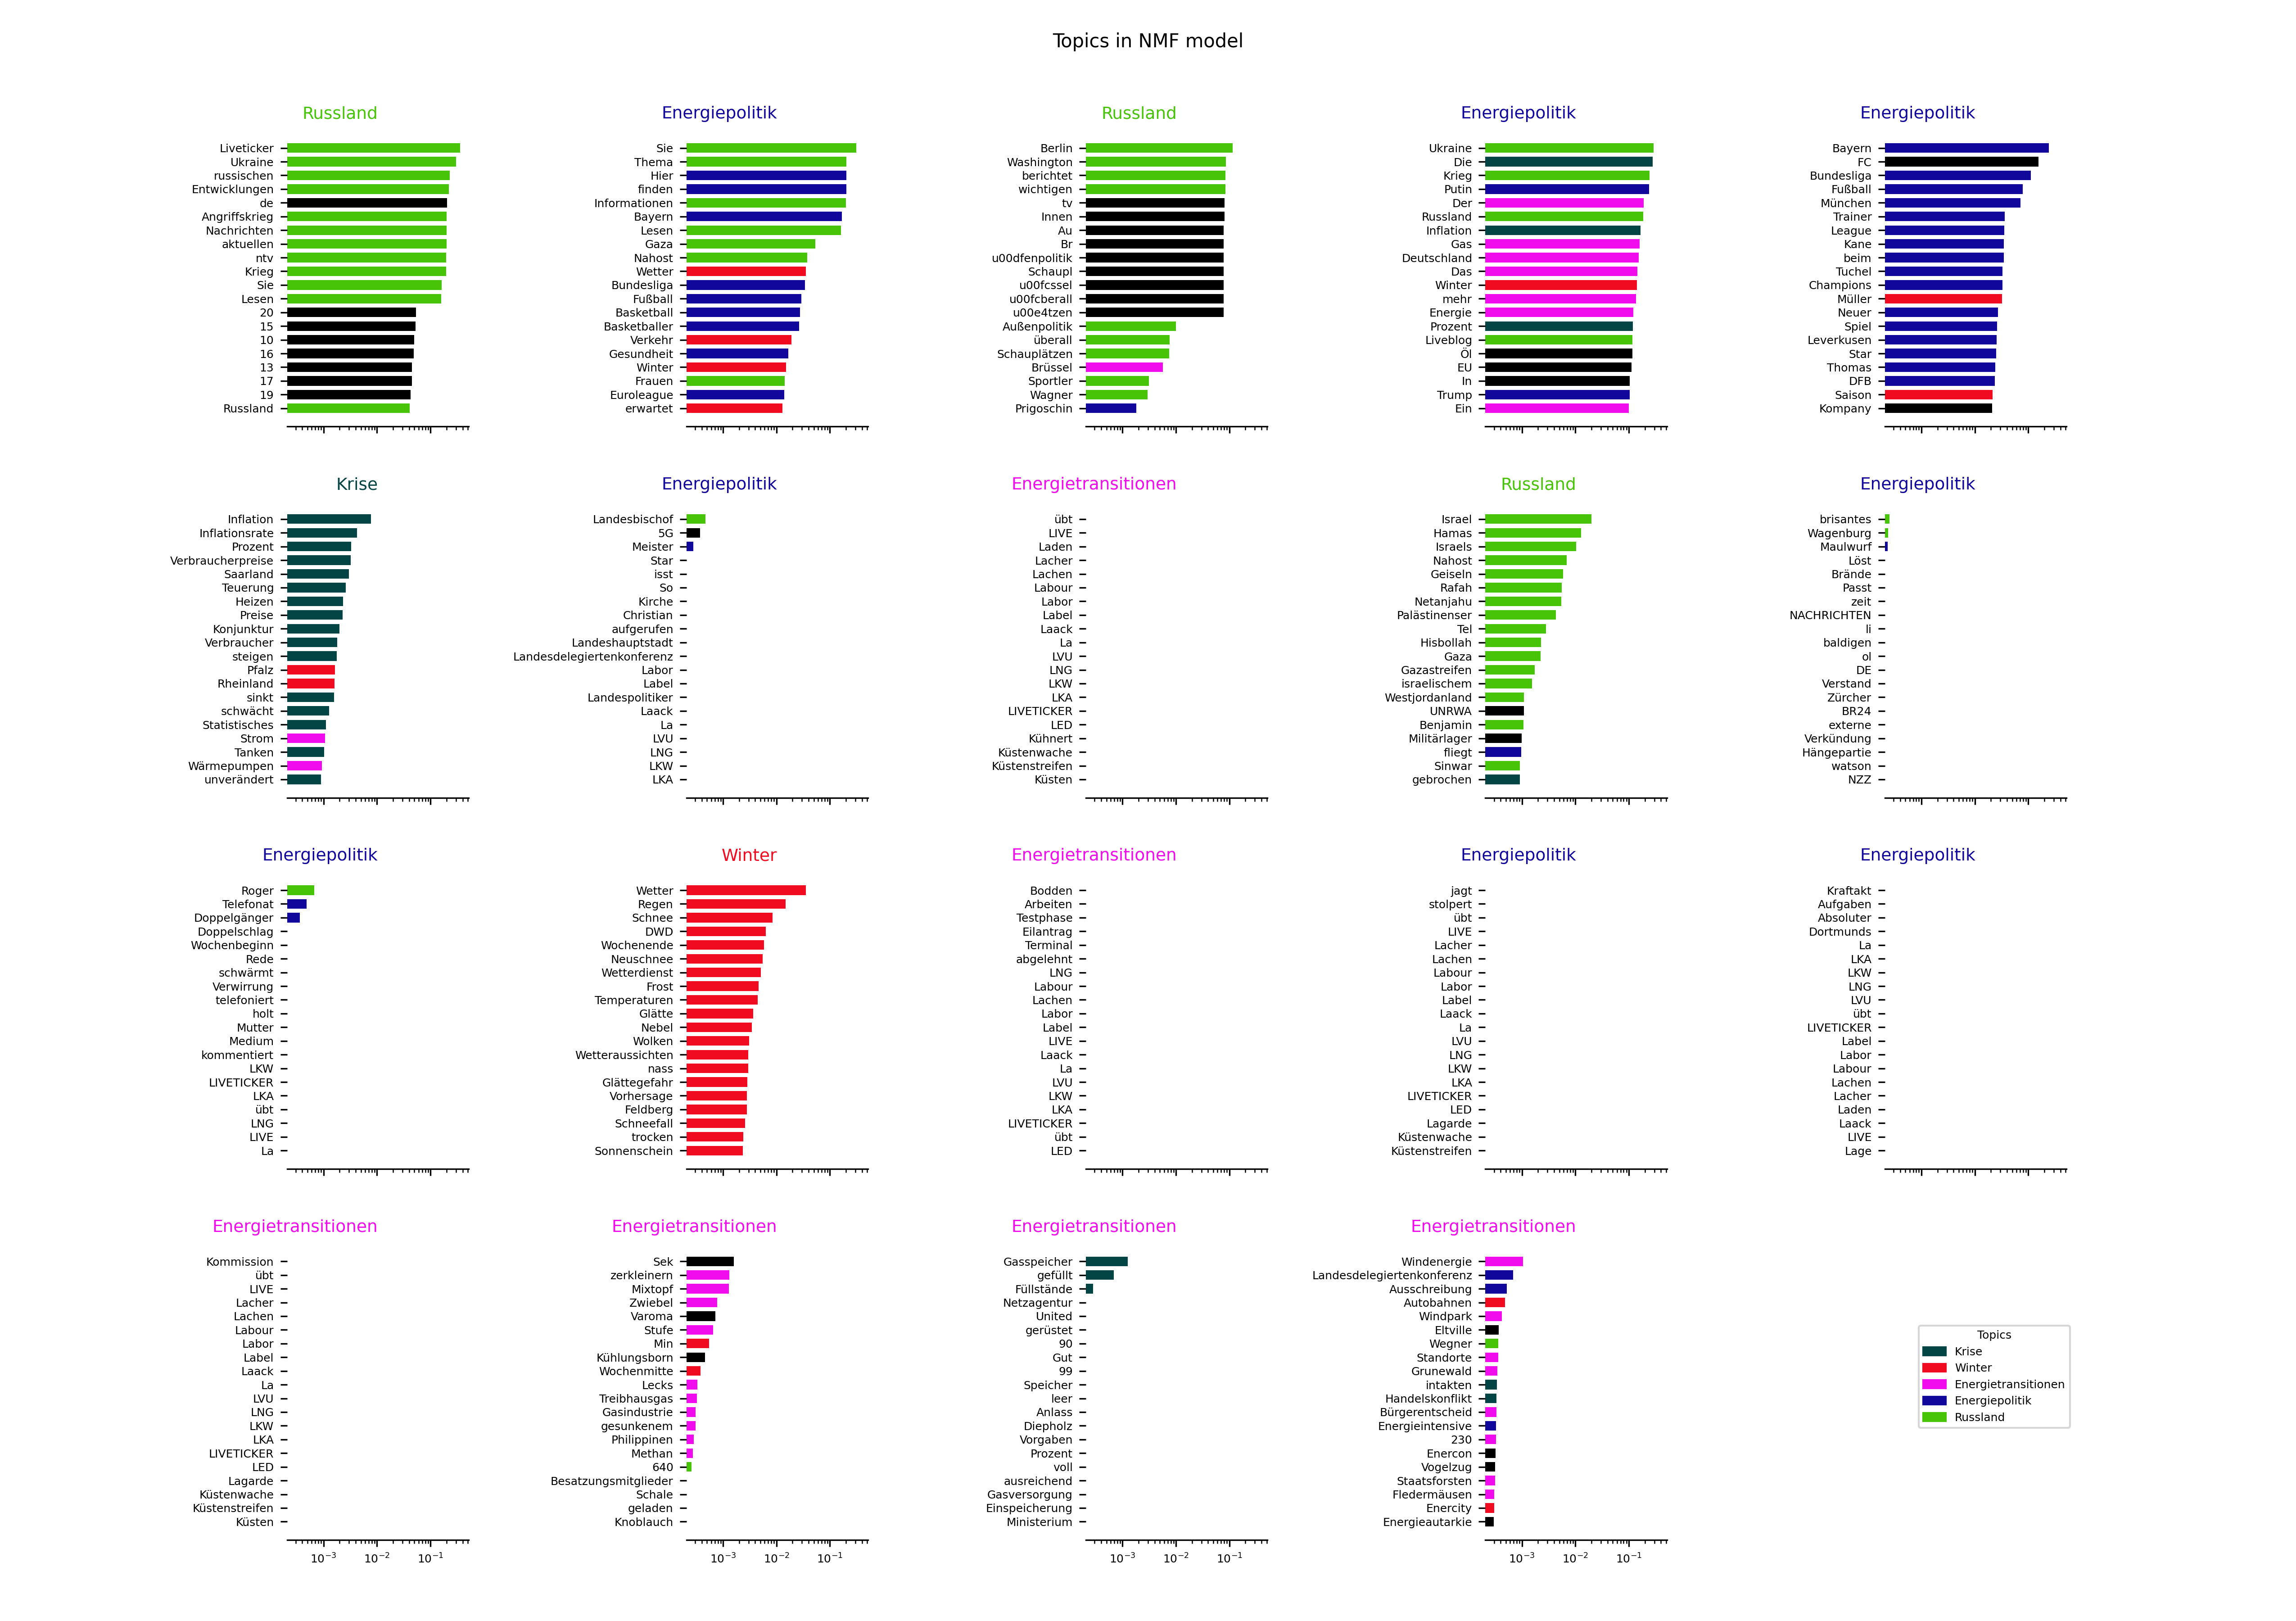 Topics in NMF model
Russland
Liveticker
Ukraine
russischen
Entwicklungen
de
Angriffskrieg
Nachrichten
aktuellen
ntv
Krieg
Sie
Lesen
20
15
10
16
13
17
19
Russland
Energiepolitik
Sie
Thema
Hier
finden
Informationen
Bayern
Lesen
Gaza
Nahost
Wetter
Bundesliga
Fußball
Basketball
Basketballer
Verkehr
Gesundheit
Winter
Frauen
Euroleague
erwartet
Russland
Berlin
Washington
berichtet
wichtigen
tv
Innen
Au
Br
u00dfenpolitik
Schaupl
u00fcssel
u00fcberall
u00e4tzen
Außenpolitik
überall
Schauplätzen
Brüssel
Sportler
Wagner
Prigoschin
Energiepolitik
Ukraine
Die
Krieg
Putin
Der
Russland
Inflation
Gas
Deutschland
Das
Winter
mehr
Energie
Prozent
Liveblog
Öl
EU
In
Trump
Ein
Energiepolitik
Bayern
FC
Bundesliga
Fußball
München
Trainer
League
Kane
beim
Tuchel
Champions
Müller
Neuer
Spiel
Leverkusen
Star
Thomas
DFB
Saison
Kompany
Krise
Inflation
Inflationsrate
Prozent
Verbraucherpreise
Saarland
Teuerung
Heizen
Preise
Konjunktur
Verbraucher
steigen
Pfalz
Rheinland
sinkt
schwächt
Statistisches
Strom
Tanken
Wärmepumpen
unverändert
Energiepolitik
Landesbischof
5G
Meister
Star
isst
So
Kirche
Christian
aufgerufen
Landeshauptstadt
Landesdelegiertenkonferenz
Labor
Label
Landespolitiker
Laack
La
LVU
LNG
LKW
LKA
Energietransitionen
übt
LIVE
Laden
Lacher
Lachen
Labour
Labor
Label
Laack
La
LVU
LNG
LKW
LKA
LIVETICKER
LED
Kühnert
Küstenwache
Küstenstreifen
Küsten
Russland
Israel
Hamas
Israels
Nahost
Geiseln
Rafah
Netanjahu
Palästinenser
Tel
Hisbollah
Gaza
Gazastreifen
israelischem
Westjordanland
UNRWA
Benjamin
Militärlager
fliegt
Sinwar
gebrochen
Energiepolitik
brisantes
Wagenburg
Maulwurf
Löst
Brände
Passt
zeit
NACHRICHTEN
li
baldigen
ol
DE
Verstand
Zürcher
BR24
externe
Verkündung
Hängepartie
watson
NZZ
Energiepolitik
Roger
Telefonat
Doppelgänger
Doppelschlag
Wochenbeginn
Rede
schwärmt
Verwirrung
telefoniert
holt
Mutter
Medium
kommentiert
LKW
LIVETICKER
LKA
übt
LNG
LIVE
La
Winter
Wetter
Regen
Schnee
DWD
Wochenende
Neuschnee
Wetterdienst
Frost
Temperaturen
Glätte
Nebel
Wolken
Wetteraussichten
nass
Glättegefahr
Vorhersage
Feldberg
Schneefall
trocken
Sonnenschein
Energietransitionen
Bodden
Arbeiten
Testphase
Eilantrag
Terminal
abgelehnt
LNG
Labour
Lachen
Labor
Label
LIVE
Laack
La
LVU
LKW
LKA
LIVETICKER
übt
LED
Energiepolitik
jagt
stolpert
übt
LIVE
Lacher
Lachen
Labour
Labor
Label
Laack
La
LVU
LNG
LKW
LKA
LIVETICKER
LED
Lagarde
Küstenwache
Küstenstreifen
Energiepolitik
Kraftakt
Aufgaben
Absoluter
Dortmunds
La
LKA
LKW
LNG
LVU
übt
LIVETICKER
Label
Labor
Labour
Lachen
Lacher
Laden
Laack
LIVE
Lage
Energietransitionen
Kommission
übt
LIVE
Lacher
Lachen
Labour
Labor
Label
Laack
La
LVU
LNG
LKW
LKA
LIVETICKER
LED
Lagarde
Küstenwache
Küstenstreifen
Küsten
10⁻³ 10⁻² 10⁻¹
Energietransitionen
Sek
zerkleinern
Mixtopf
Zwiebel
Varoma
Stufe
Min
Kühlungsborn
Wochenmitte
Lecks
Treibhausgas
Gasindustrie
gesunkenem
Philippinen
Methan
640
Besatzungsmitglieder
Schale
geladen
Knoblauch
10⁻³ 10⁻² 10⁻¹
Energietransitionen
Gasspeicher
gefüllt
Füllstände
Netzagentur
United
gerüstet
90
Gut
99
Speicher
leer
Anlass
Diepholz
Vorgaben
Prozent
voll
ausreichend
Gasversorgung
Einspeicherung
Ministerium
10⁻³ 10⁻² 10⁻¹
Energietransitionen
Windenergie
Landesdelegiertenkonferenz
Ausschreibung
Autobahnen
Windpark
Eltville
Wegner
Standorte
Grunewald
intakten
Handelskonflikt
Bürgerentscheid
Energieintensive
230
Enercon
Vogelzug
Staatsforsten
Fledermäusen
Enercity
Energieautarkie
10⁻³ 10⁻² 10⁻¹
Topics
Krise
Winter
Energietransitionen
Energiepolitik
Russland